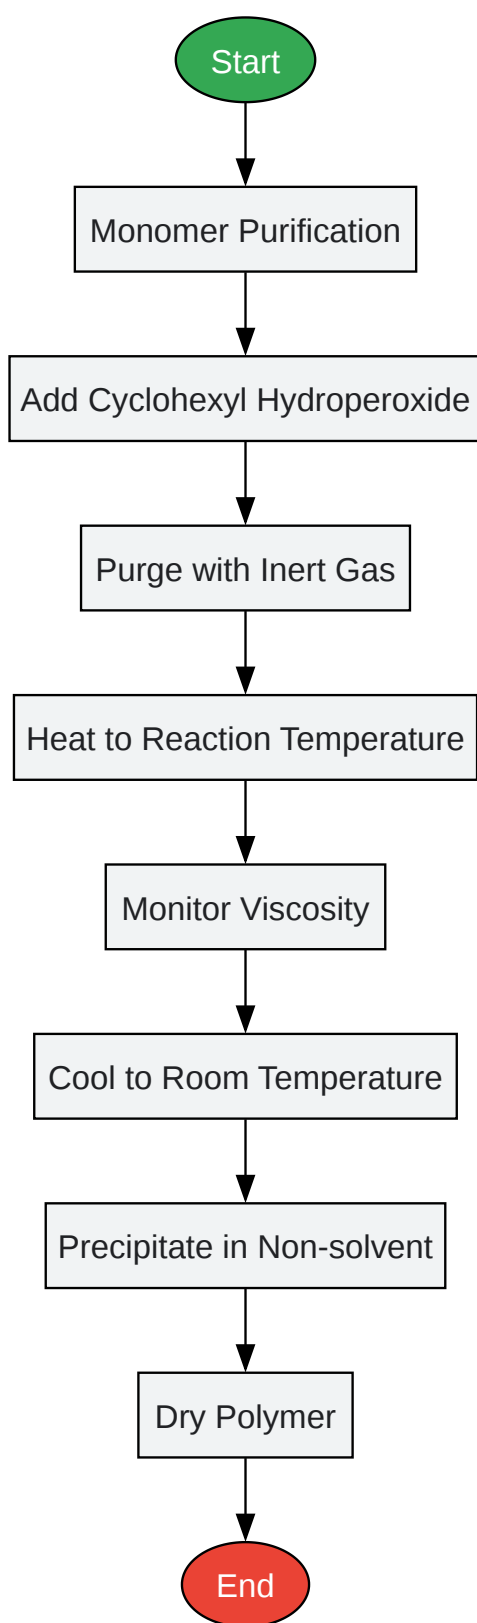 Start
Monomer Purification
Add Cyclohexyl Hydroperoxide
Purge with Inert Gas
Heat to Reaction Temperature
Monitor Viscosity
Cool to Room Temperature
Precipitate in Non-solvent
Dry Polymer
End